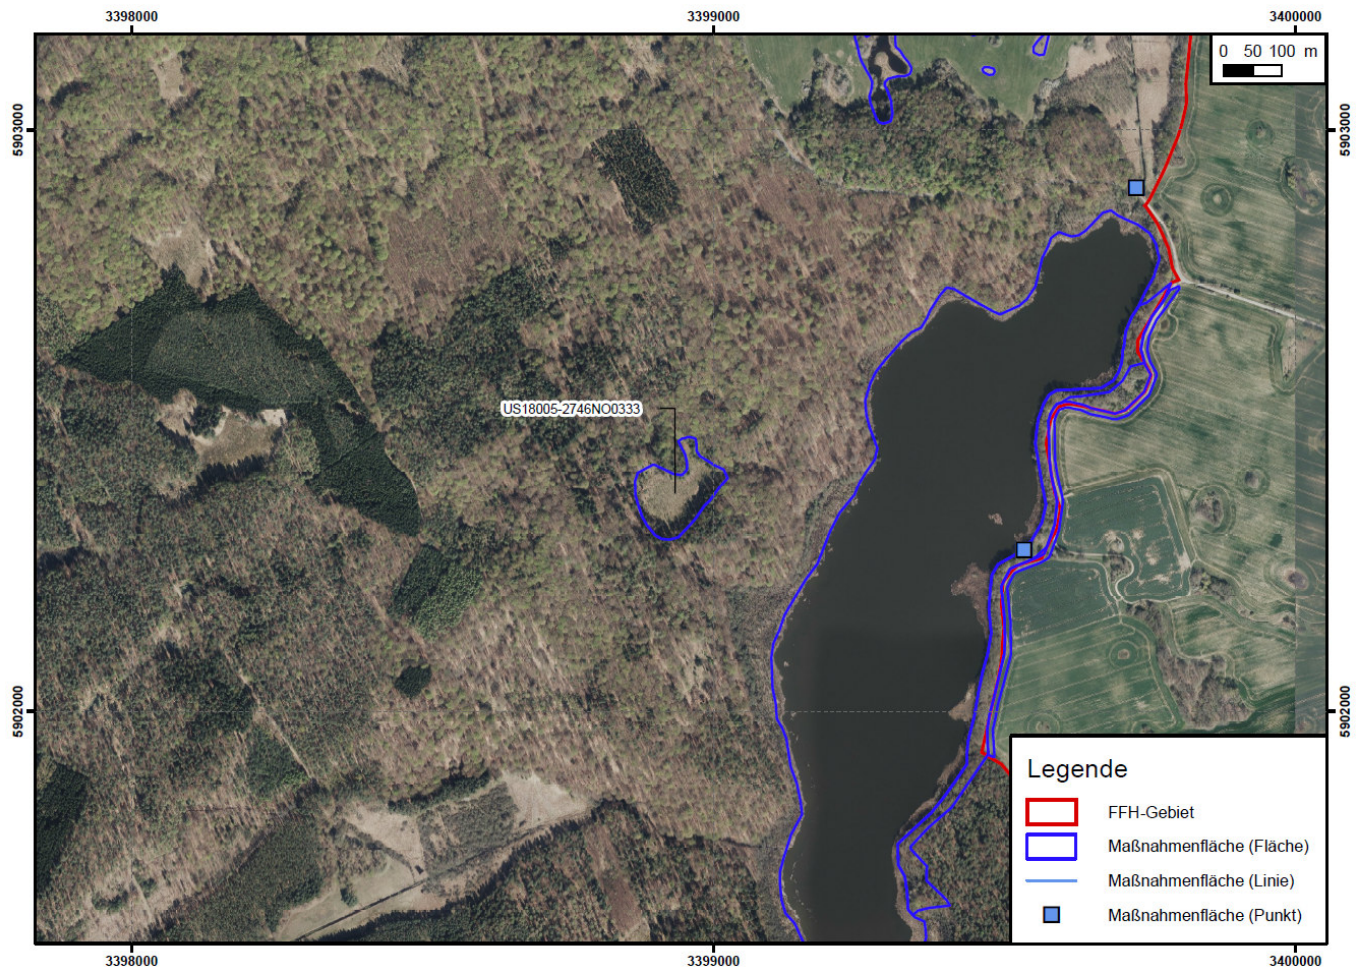 3398000 3399000 3400000
0 50 100 m
5903000 5903000
US18005-2746NO0333
5902000 5902000
Legende
FFH-Gebiet
Maßnahmenfläche (Fläche)
Maßnahmenfläche (Linie)
Maßnahmenfläche (Punkt)
3398000 3399000 3400000